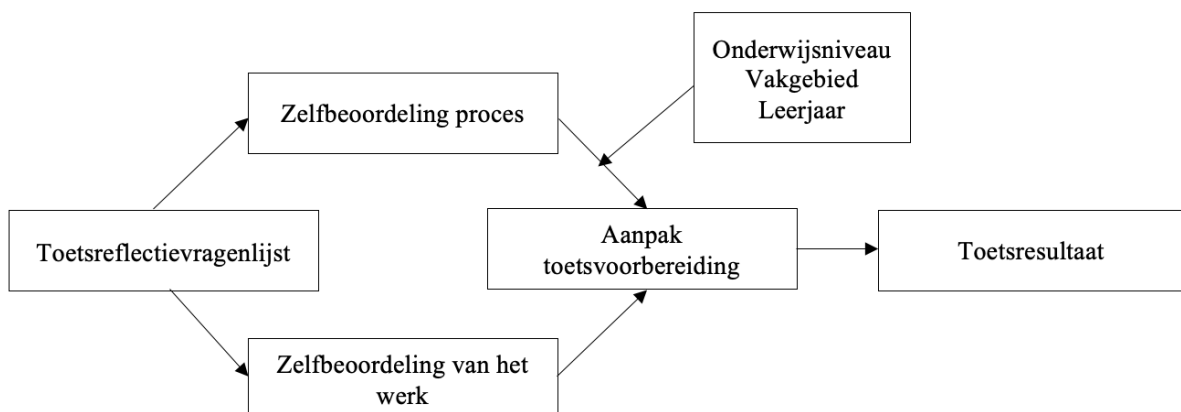 Onderwijsniveau
Vakgebied
Leerjaar
Zelfbeoordeling proces
Toetsreflectievragenlijst
Aanpak
toetsvoorbereiding
Toetsresultaat
Zelfbeoordeling van het
werk